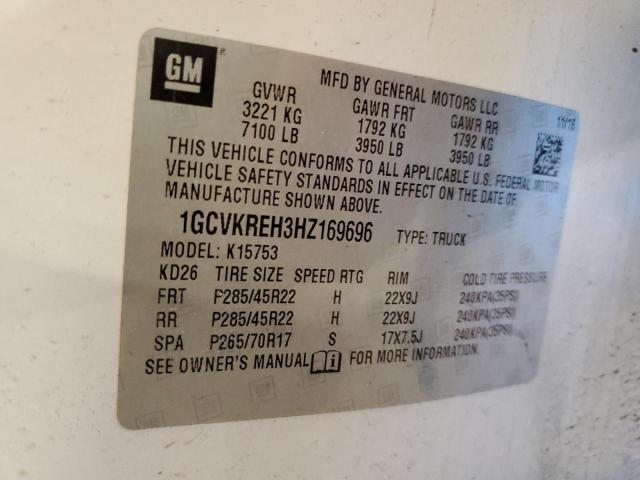 GM
MFD BY GENERAL MOTORS LLC
GVWR GAWR FRT GAWR RR 11/16
3221 KG 1792 KG 1792 KG
7100 LB 3950 LB 3950 LB
THIS VEHICLE CONFORMS TO ALL APPLICABLE U.S. FEDERAL MOTOR
VEHICLE SAFETY STANDARDS IN EFFECT ON THE DATE OF
MANUFACTURE SHOWN ABOVE.
1GCVKREH3HZ169696 TYPE: TRUCK
MODEL: K15753
KD26 TIRE SIZE SPEED RTG RIM COLD TIRE PRESSURE
FRT P285/45R22 H 22X9J 240KPA(35PSI)
RR P285/45R22 H 22X9J 240KPA(35PSI)
SPA P265/70R17 S 17X7.5J 240KPA(35PSI)
SEE OWNER'S MANUAL FOR MORE INFORMATION.